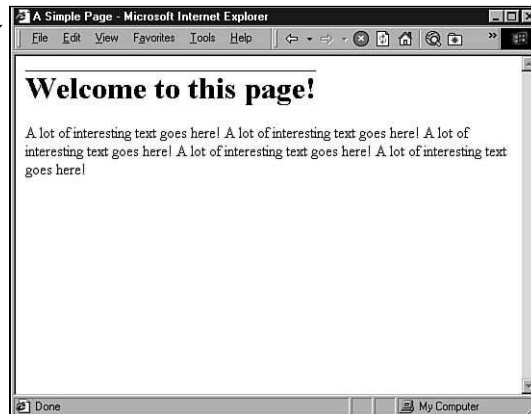 A Simple Page - Microsoft Internet Explorer
File Edit View Favorites Tools Help »
Welcome to this page!
A lot of interesting text goes here! A lot of interesting text goes here! A lot of
interesting text goes here! A lot of interesting text goes here! A lot of interesting text
goes here!
Done My Computer